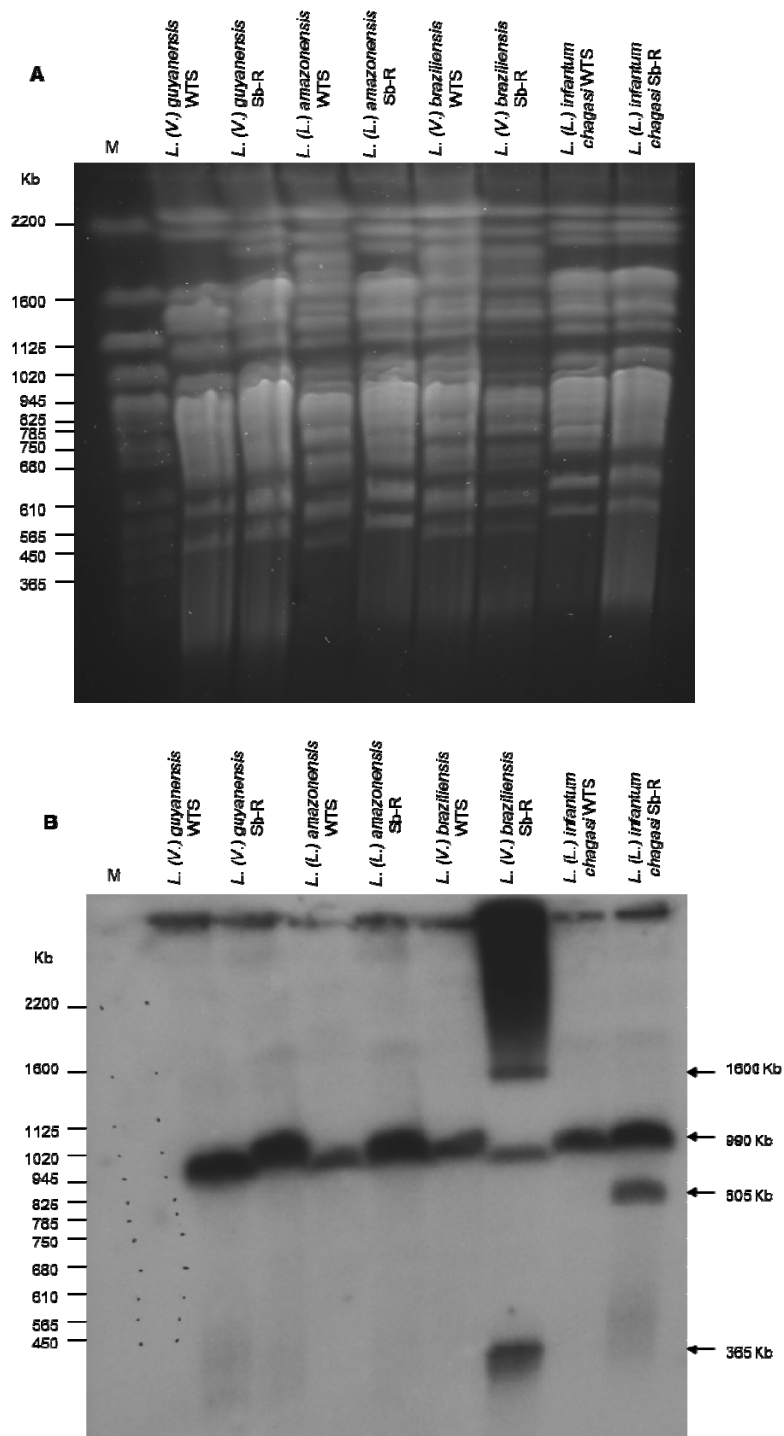 A
M
L. (V.) guyanensis
WTS
L. (V.) guyanensis
Sb-R
L. (L.) amazonensis
WTS
L. (L.) amazonensis
Sb-R
L. (V.) braziliensis
WTS
L. (V.) braziliensis
Sb-R
L. (L.) infantum
chagasi WTS
L. (L.) infantum
chagasi Sb-R
Kb
2200
1600
1125
1020
945
825
785
750
680
610
565
450
365
B
M
L. (V.) guyanensis
WTS
L. (V.) guyanensis
Sb-R
L. (L.) amazonensis
WTS
L. (L.) amazonensis
Sb-R
L. (V.) braziliensis
WTS
L. (V.) braziliensis
Sb-R
L. (L.) infantum
chagasi WTS
L. (L.) infantum
chagasi Sb-R
Kb
2200
1600
1125
1020
945
825
785
750
680
610
565
450
1600 Kb
990 Kb
805 Kb
365 Kb